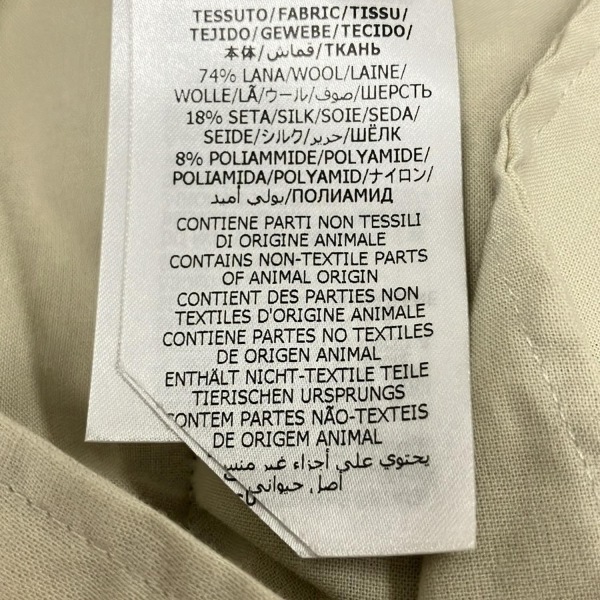 TESSUTO/FABRIC/TISSU/
TEJIDO/GEWEBE/TECIDO/
本体/قماش/ТКАНЬ
74% LANA/WOOL/LAINE/
WOLLE/LÃ/ウール/صوف/ШЕРСТЬ
18% SETA/SILK/SOIE/SEDA/
SEIDE/シルク/حرير/ШЁЛК
8% POLIAMMIDE/POLYAMIDE/
POLIAMIDA/POLYAMID/ナイロン/
بولي أميد/ПОЛИАМИД
CONTIENE PARTI NON TESSILI
DI ORIGINE ANIMALE
CONTAINS NON-TEXTILE PARTS
OF ANIMAL ORIGIN
CONTIENT DES PARTIES NON
TEXTILES D'ORIGINE ANIMALE
CONTIENE PARTES NO TEXTILES
DE ORIGEN ANIMAL
ENTHÄLT NICHT-TEXTILE TEILE
TIERISCHEN URSPRUNGS
CONTEM PARTES NÃO-TEXTEIS
DE ORIGEM ANIMAL
يحتوي علي أجزاء غير
أصل حيواني